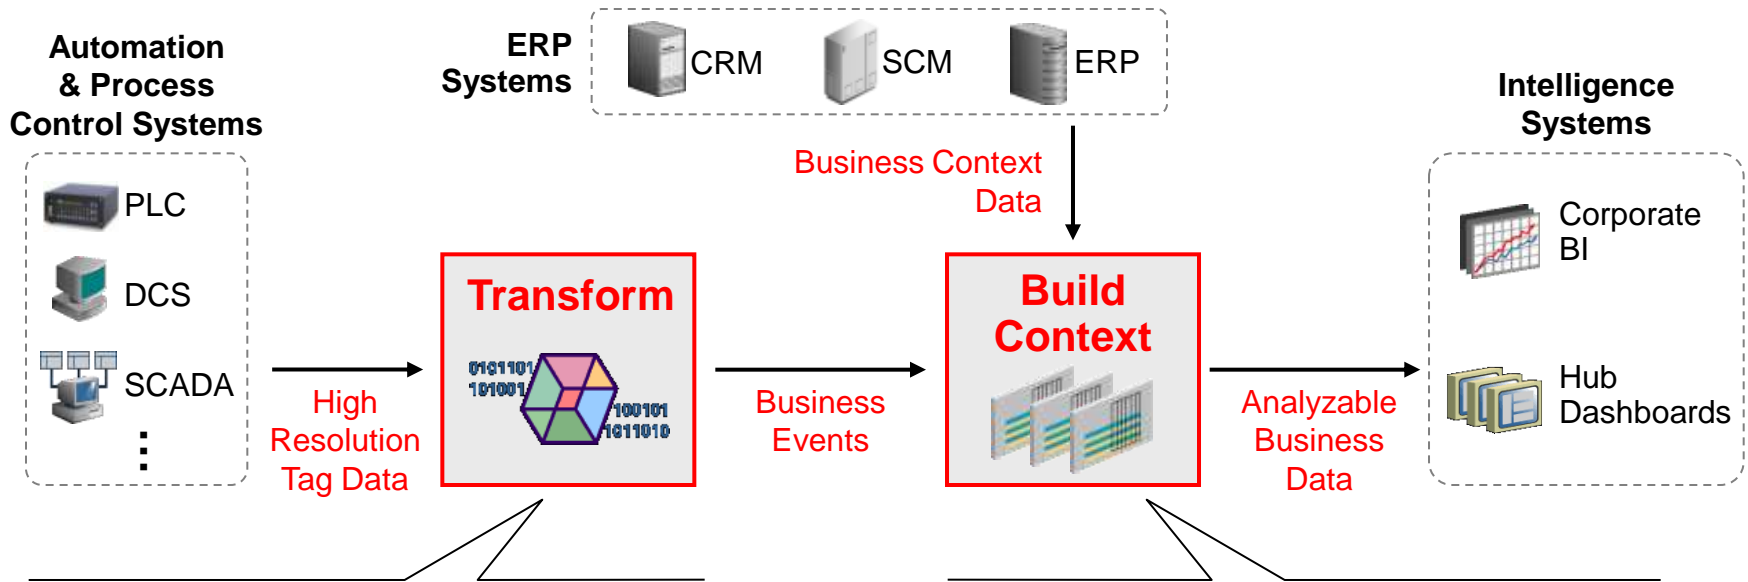 Automation
& Process
Control Systems
PLC
DCS
SCADA
ERP
Systems
CRM
SCM
ERP
Business Context
Data
High
Resolution
Tag Data
Transform
0101101
101001
100101
1011010
Business
Events
Build
Context
Analyzable
Business
Data
Intelligence
Systems
Corporate
BI
Hub
Dashboards